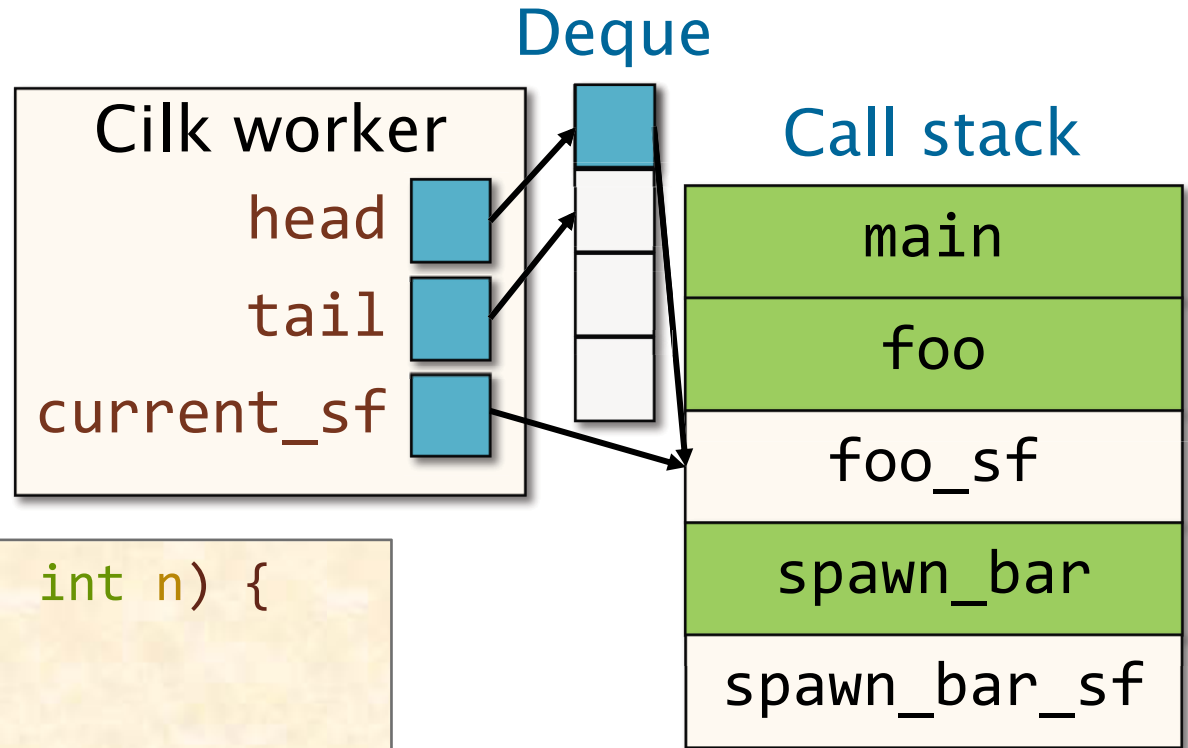 Deque
Cilk worker
head
tail
current_sf
Call stack
main
foo
foo_sf
spawn_bar
spawn_bar_sf
int n) {